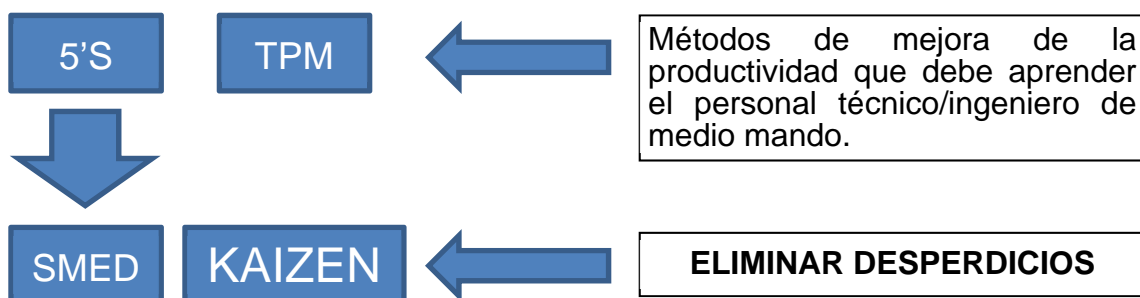 5'S
TPM
Métodos de mejora de la
productividad que debe aprender
el personal técnico/ingeniero de
medio mando.
SMED
KAIZEN
ELIMINAR DESPERDICIOS